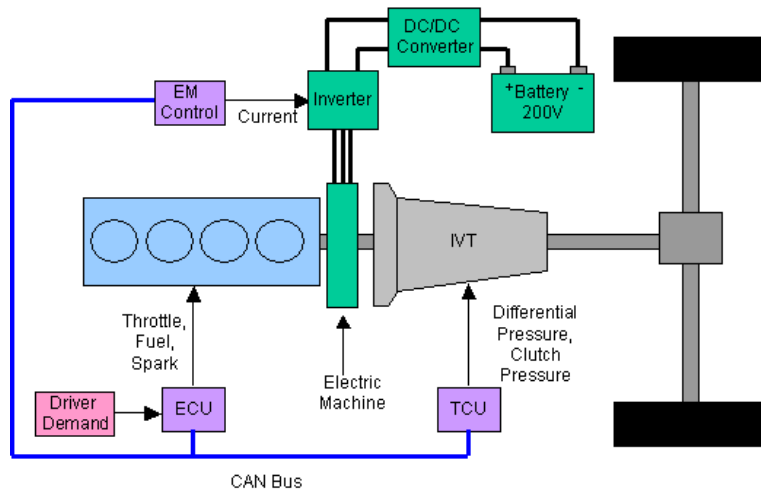 DC/DC
Converter
EM
Control
Current
Inverter
+Battery -
200V
IVT
Throttle,
Fuel,
Spark
Electric
Machine
Differential
Pressure,
Clutch
Pressure
Driver
Demand
ECU
TCU
CAN Bus